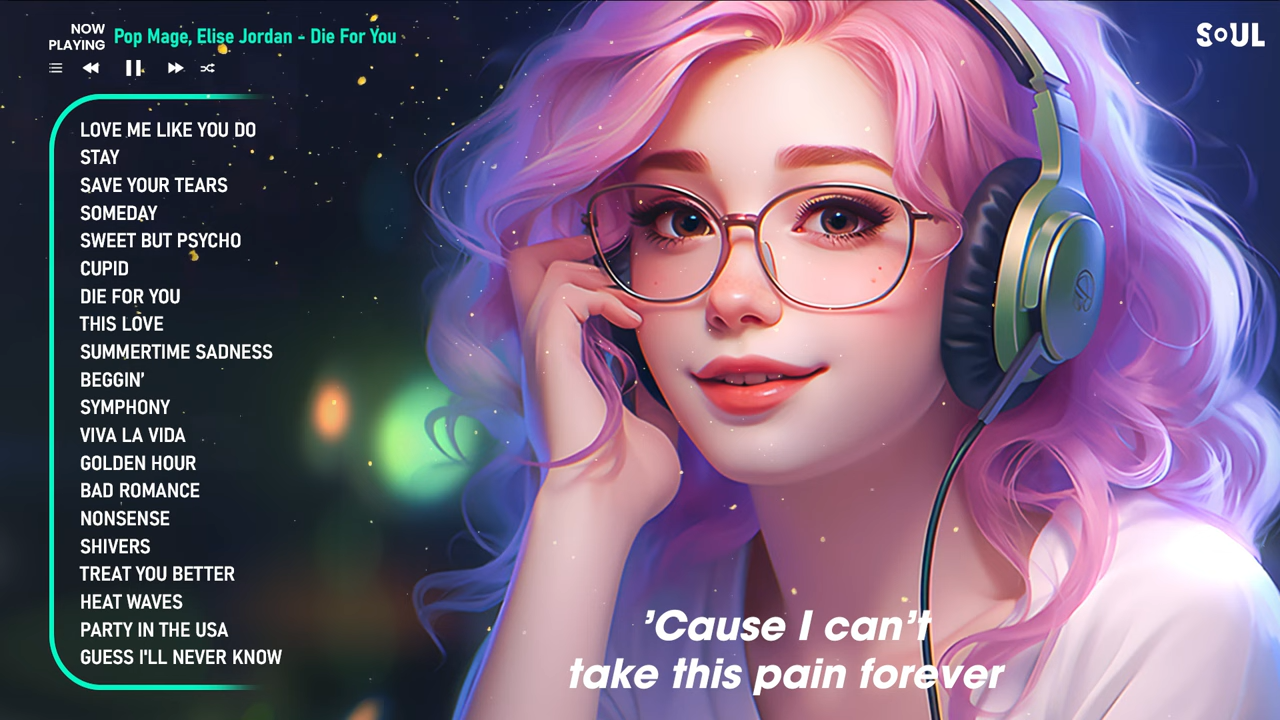 NOW
PLAYING
Pop Mage, Elise Jordan - Die For You
SOUL
LOVE ME LIKE YOU DO
STAY
SAVE YOUR TEARS
SOMEDAY
SWEET BUT PSYCHO
CUPID
DIE FOR YOU
THIS LOVE
SUMMERTIME SADNESS
BEGGIN'
SYMPHONY
VIVA LA VIDA
GOLDEN HOUR
BAD ROMANCE
NONSENSE
SHIVERS
TREAT YOU BETTER
HEAT WAVES
PARTY IN THE USA
GUESS I'LL NEVER KNOW
’Cause I can’t
take this pain forever